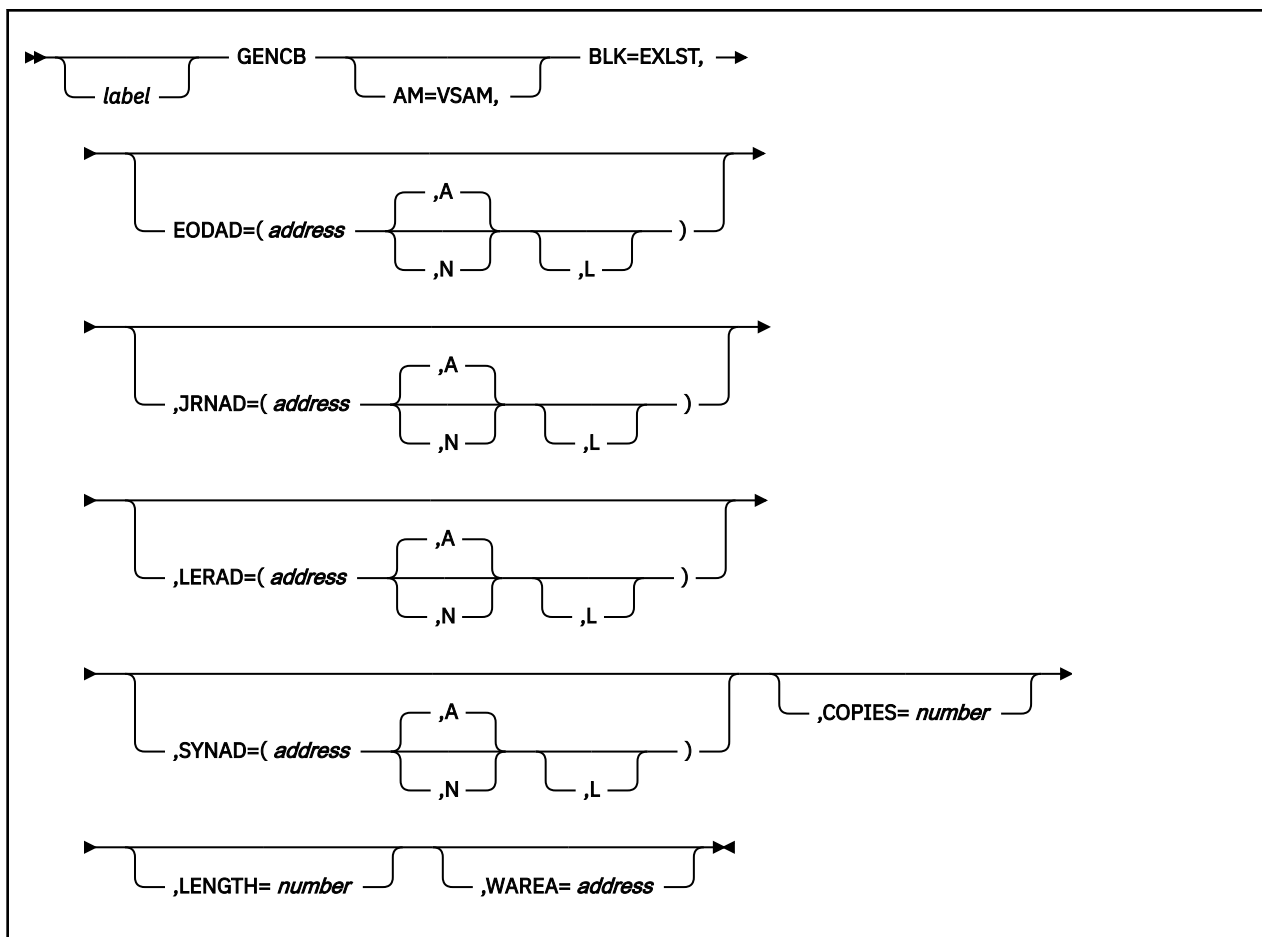 GENCB BLK=EXLST,
label AM=VSAM,
,A
EODAD=( address )
,N ,L
,A
,JRNAD=( address )
,N ,L
,A
,LERAD=( address )
,N ,L
,A ,COPIES= number
,SYNAD=( address )
,N ,L
,LENGTH= number ,WAREA= address